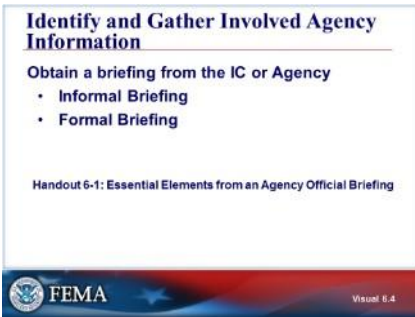 Identify and Gather Involved Agency
Information
Obtain a briefing from the IC or Agency
• Informal Briefing
• Formal Briefing
Handout 6-1: Essential Elements from an Agency Official Briefing
FEMA
Visual 6.4